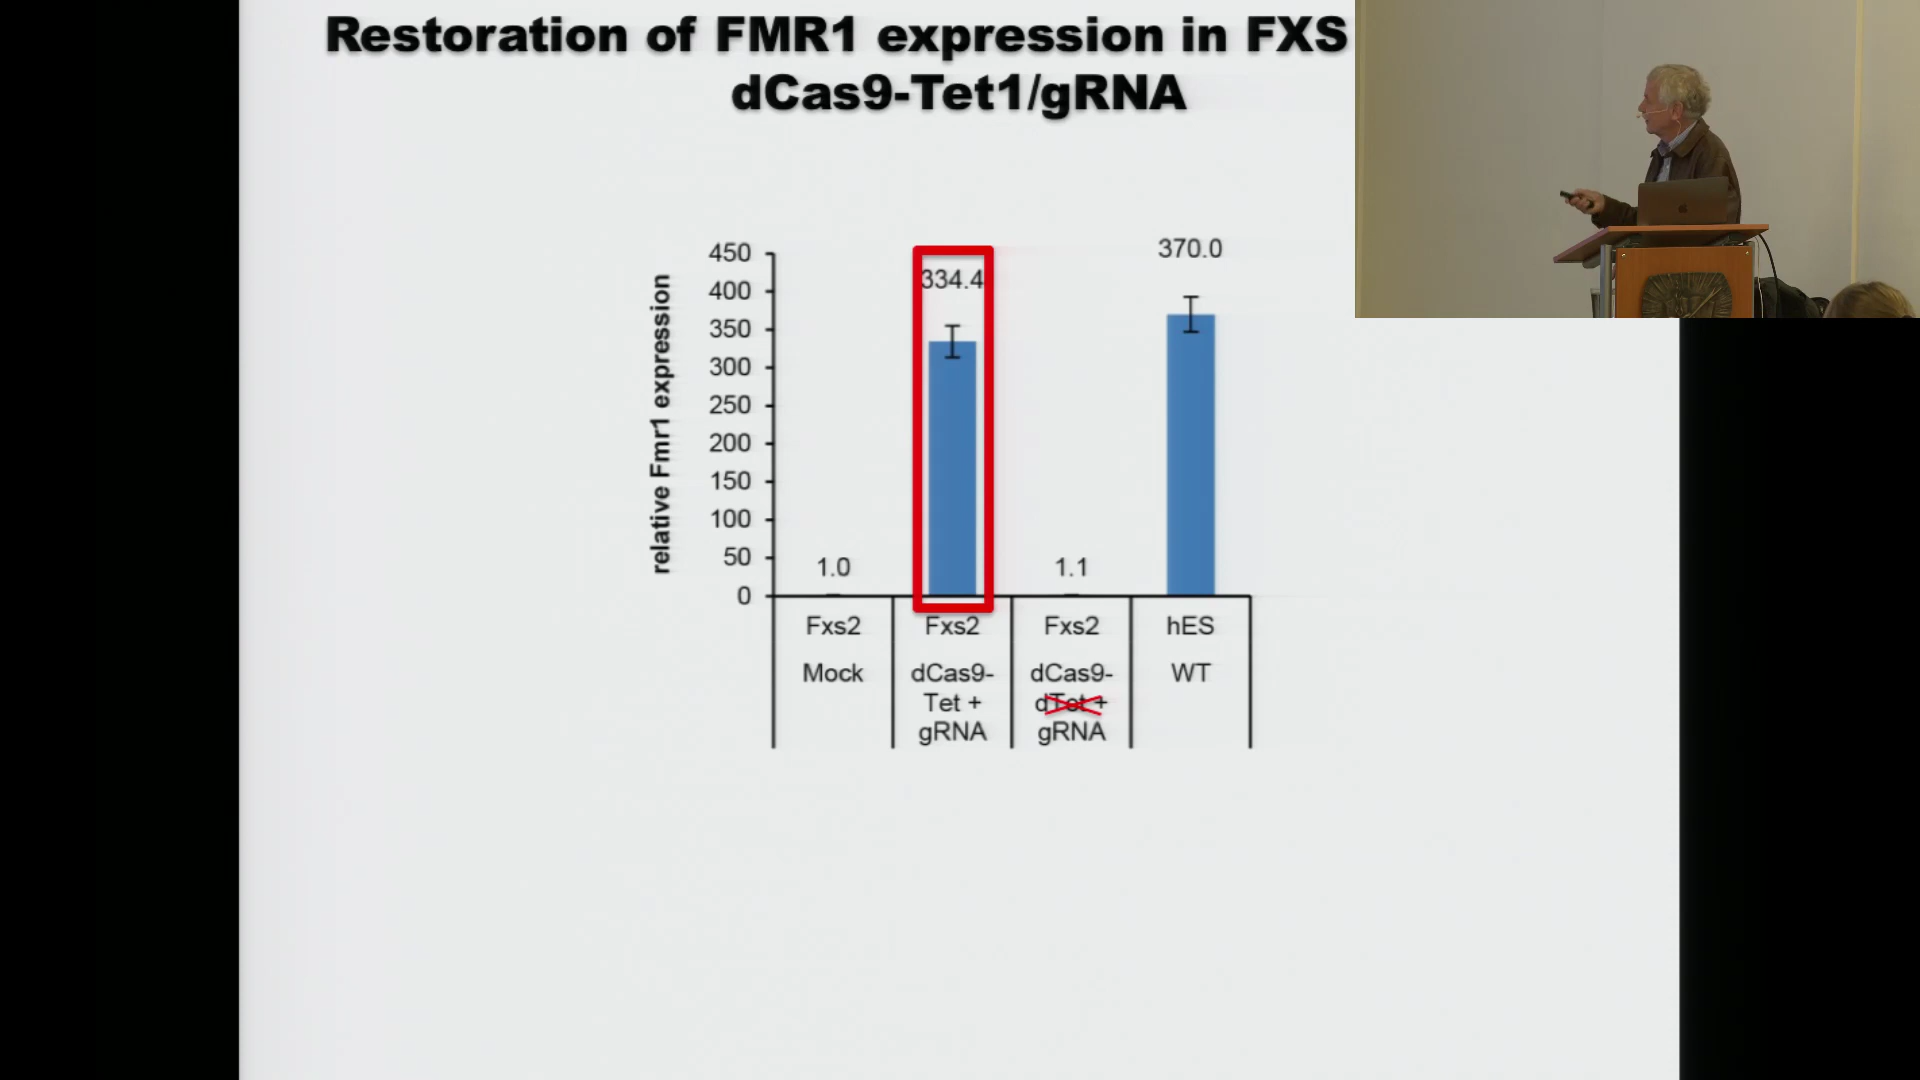 Restoration of FMR1 expression in FXS
dCas9-Tet1/gRNA
relative Fmr1 expression
450
400
350
300
250
200
150
100
50
0
1.0
334.4
1.1
370.0
Fxs2
Fxs2
Fxs2
hES
Mock
dCas9-
Tet +
gRNA
dCas9-
dTet +
gRNA
WT